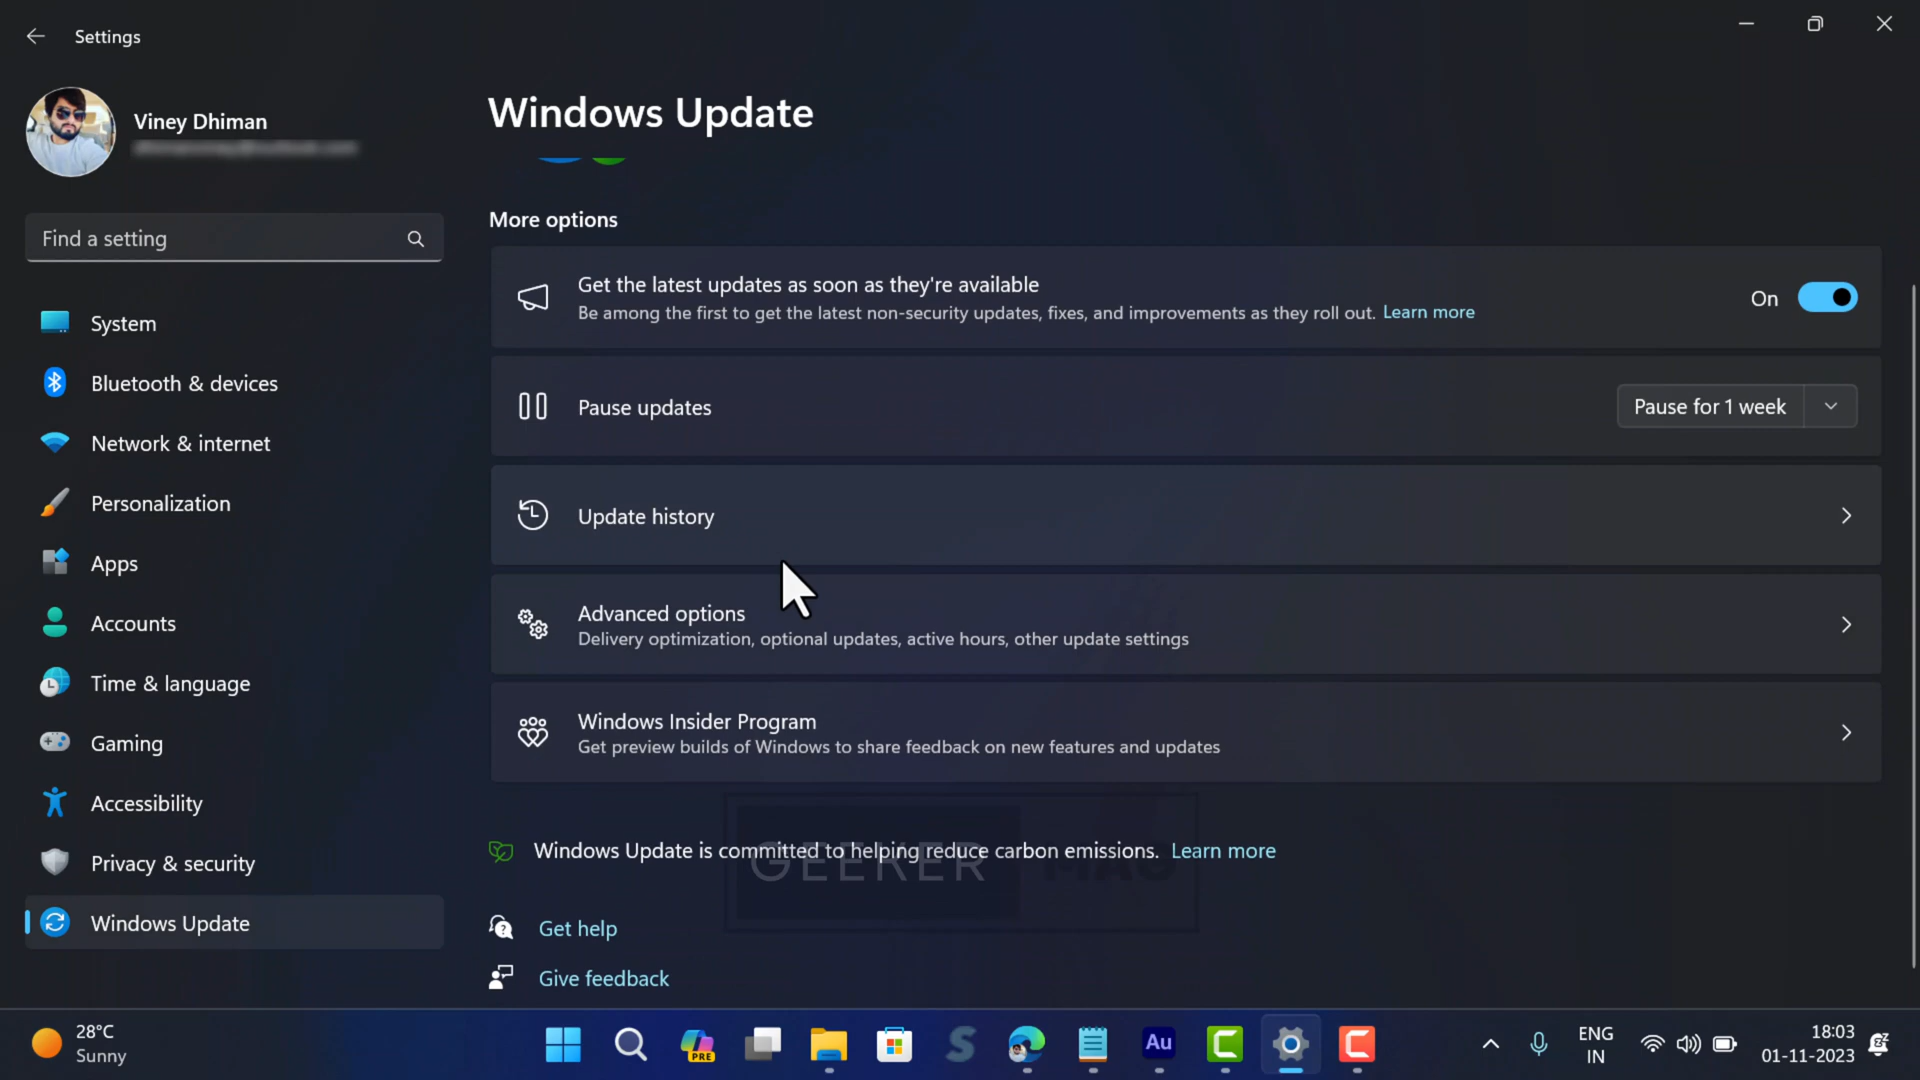 Settings
Viney Dhiman
Find a setting
System
Bluetooth & devices
Network & internet
Personalization
Apps
Accounts
Time & language
Gaming
Accessibility
Privacy & security
Windows Update
Windows Update
More options
Get the latest updates as soon as they're available
Be among the first to get the latest non-security updates, fixes, and improvements as they roll out. Learn more
On
Pause updates
Pause for 1 week
Update history
Advanced options
Delivery optimization, optional updates, active hours, other update settings
Windows Insider Program
Get preview builds of Windows to share feedback on new features and updates
Windows Update is committed to helping reduce carbon emissions. Learn more
GEEKER MAG
Get help
Give feedback
28°C
Sunny
PRE
Au
ENG
IN
18:03
01-11-2023